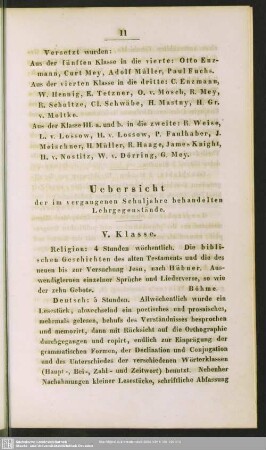 11
Versetzt wurden:
Aus der fünften Klasse in die vierte: Otto Enz-
mann, Curt Mey, Adolf Müller, Paul Fuchs.
Aus der vierten Klasse in die dritte: C. Enzmann,
W. Hennig, E. Tetzner, O. v. Mosch, R. Mey,
R. Schultze, Cl. Schwäbe, H. Mastny, H. Gr.
v. Moltke.
Aus der Klasse III. a. und b. in die zweite: R. Weise,
L. v. Lossow, H. v. Lossow, P. Faulhaber, J.
Meischner, H. Müller, E. Haage, James Knight,
H. v. Nostitz, W. v. Dörring, G. Mey.
Uebersicht
der im vergangenen Schuljahre behandelten
Lehrgegenstände.
V. Klasse.
Religion: 4 Stunden wöchentlich. Die bibli-
schen Geschichten des alten Testaments und die des
neuen bis zur Versuchung Jesu, nach Hübner. Aus-
wendiglernen einzelner Sprüche und Liederverse, so wie
der zehn Gebote. Böhme.
Deutsch: 5 Stunden. Allwöchentlich wurde ein
Lesestück, abwechselnd ein poetisches und prosaisches,
mehrmals gelesen, behufs des Verständnisses besprochen
und memorirt, dann mit Rücksicht auf die Orthographie
durchgegangen und copirt, endlich zur Einprägung der
grammatischen Formen, der Declination und Conjugation
und des Unterschiedes der verschiedenen Wörterklassen
(Haupt-, Bei-, Zahl- und Zeitwort) benutzt. Nebenher
Nachahmungen kleiner Lesestücke, schriftliche Abfassung